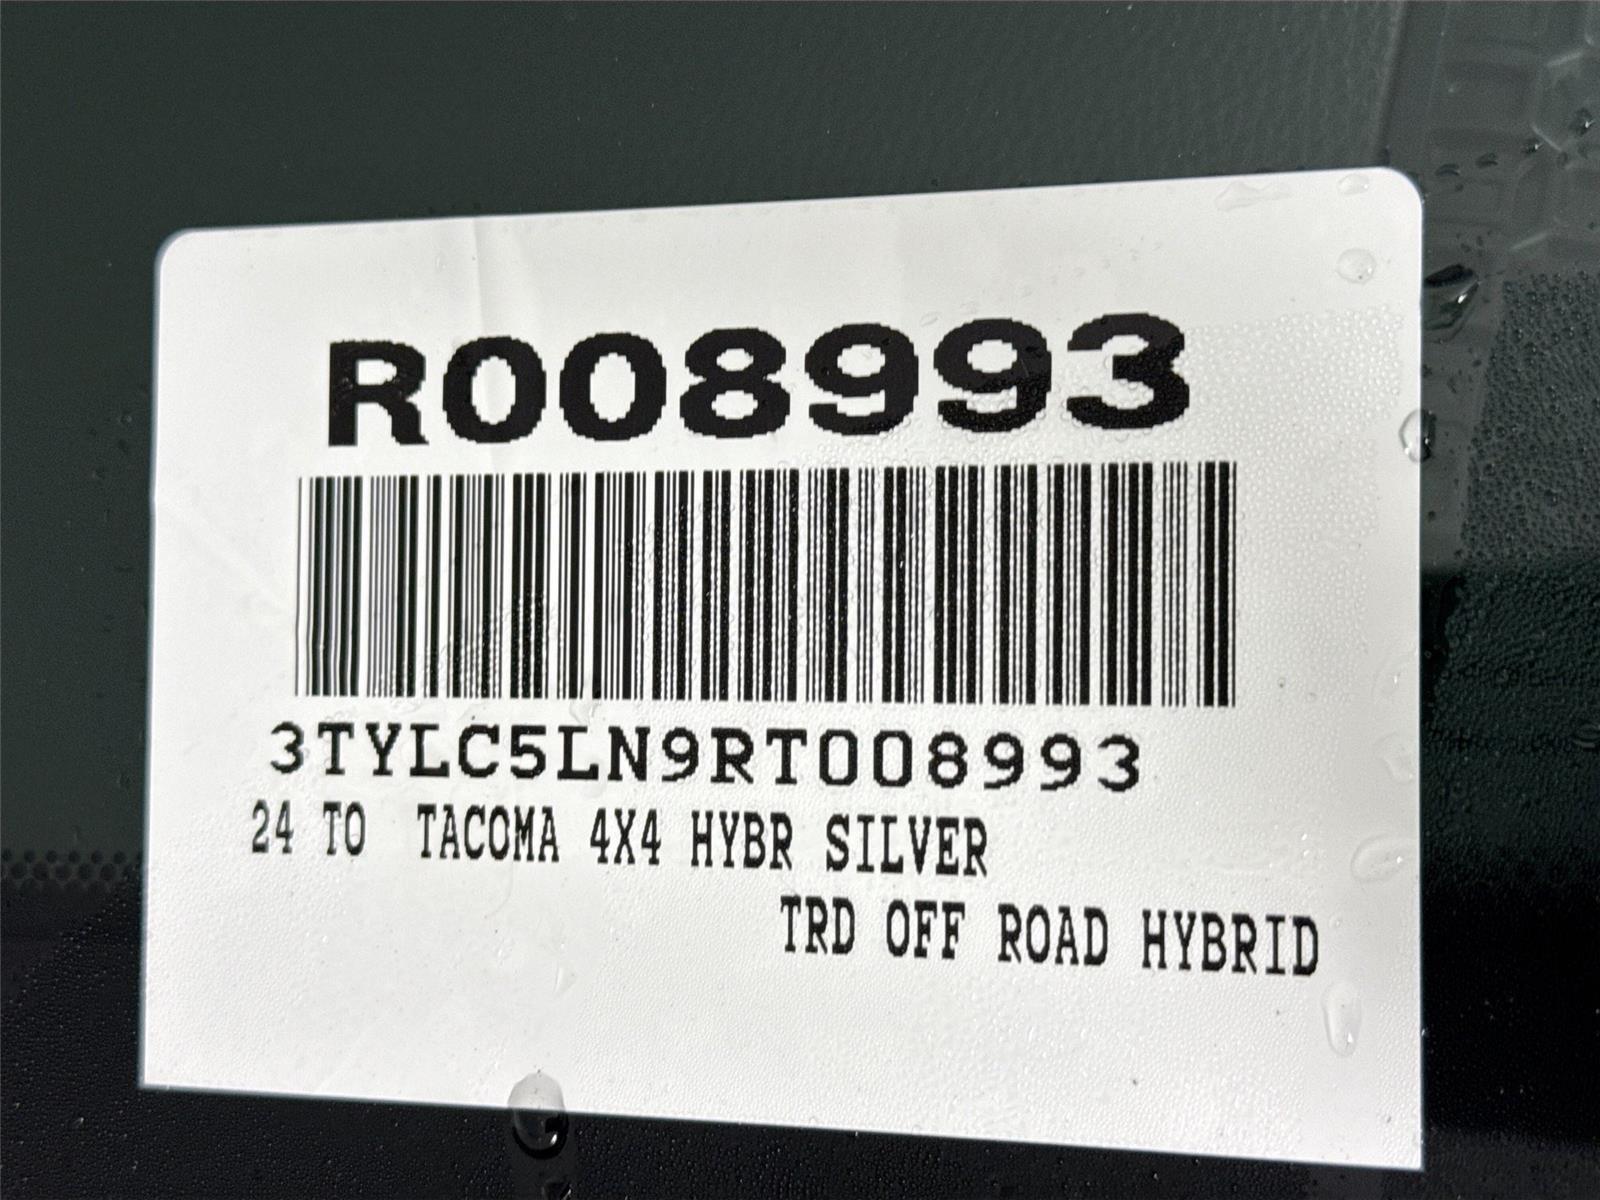 R008993
3TYLC5LN9RT008993
24 TO TACOMA 4X4 HYBR SILVER
TRD OFF ROAD HYBRID